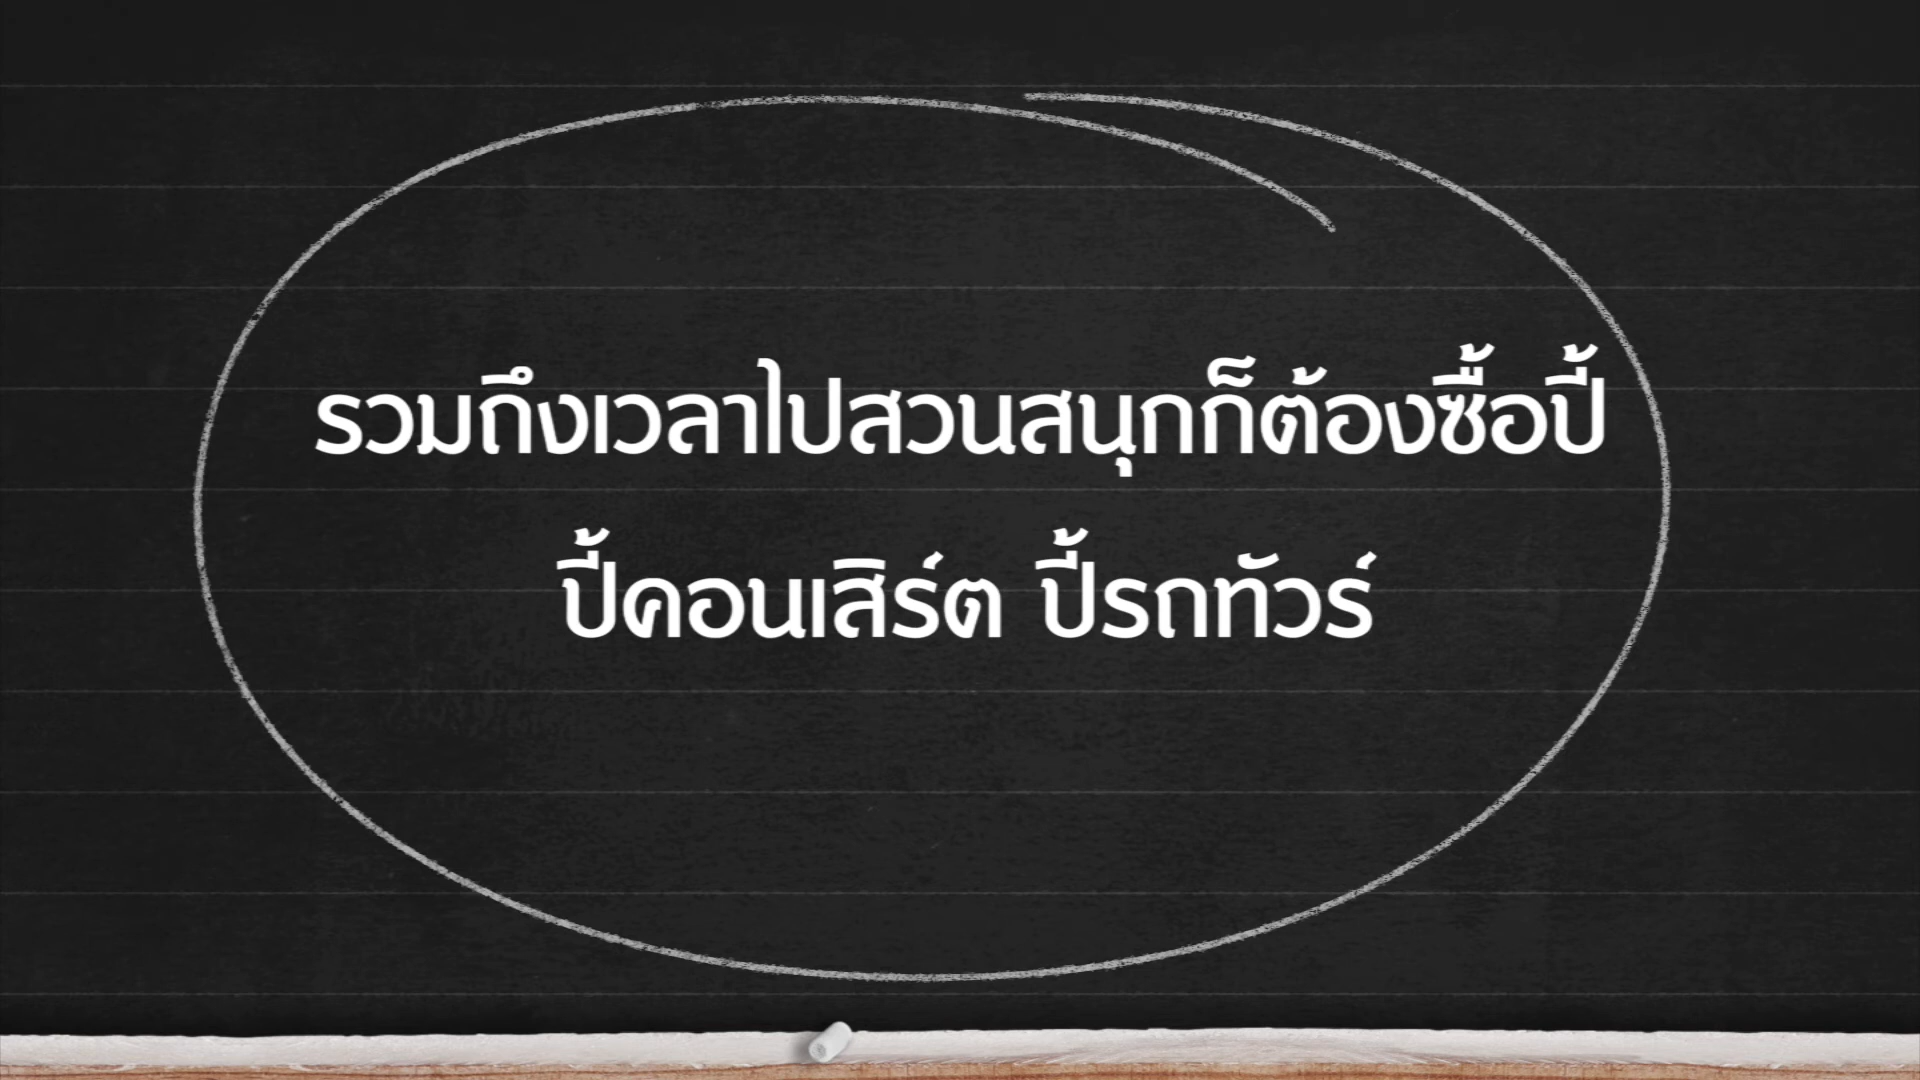 รวมถึงเวลาไปสวนสนุกก็ต้องซื้อปี้
ปี้คอนเสิร์ต ปี้รถทัวร์